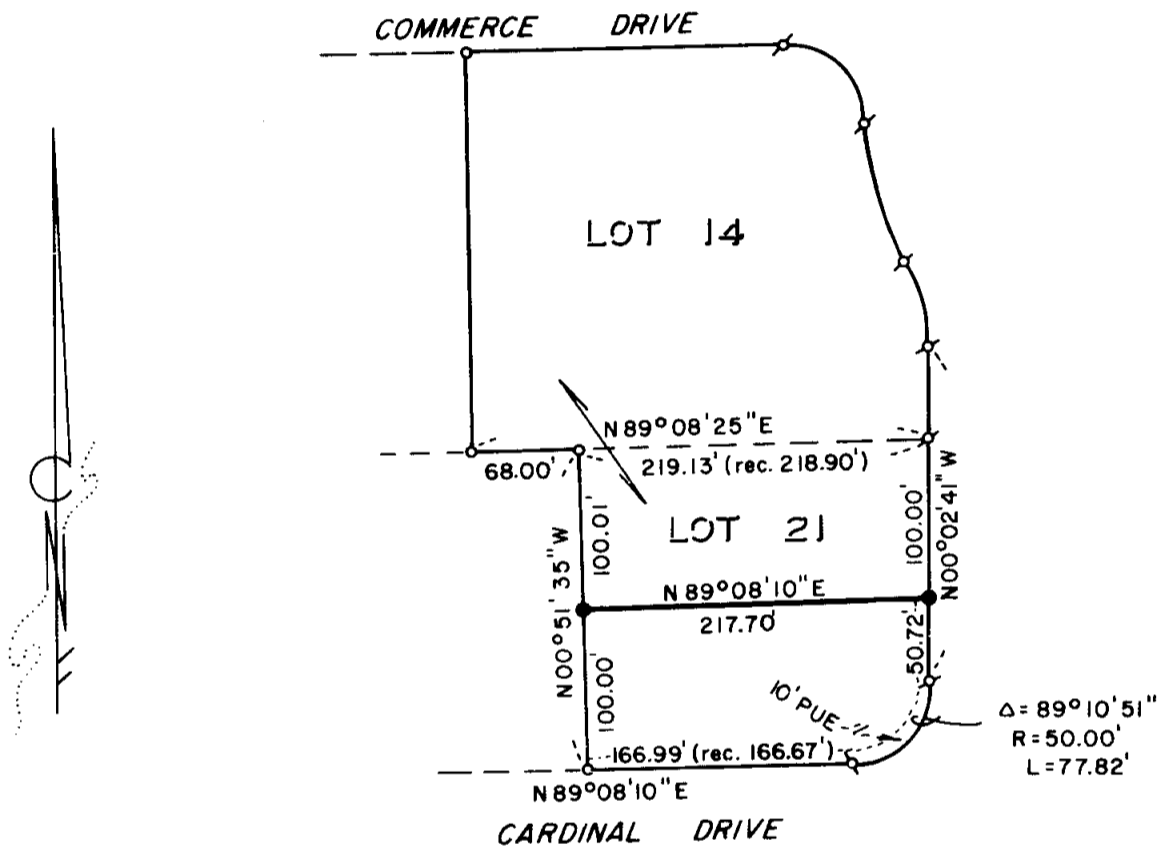 COMMERCE DRIVE
LOT 14
N 89° 08' 25" E
219.13' (rec. 218.90')
68.00'
100.01'
N00° 51' 35" W
LOT 21
100.00'
N00° 02' 41" W
N 89° 08' 10" E
217.70'
50.72'
100.00'
10' PUE
Δ = 89° 10' 51"
R = 50.00'
L = 77.82'
166.99' (rec. 166.67')
N 89° 08' 10" E
CARDINAL DRIVE
N